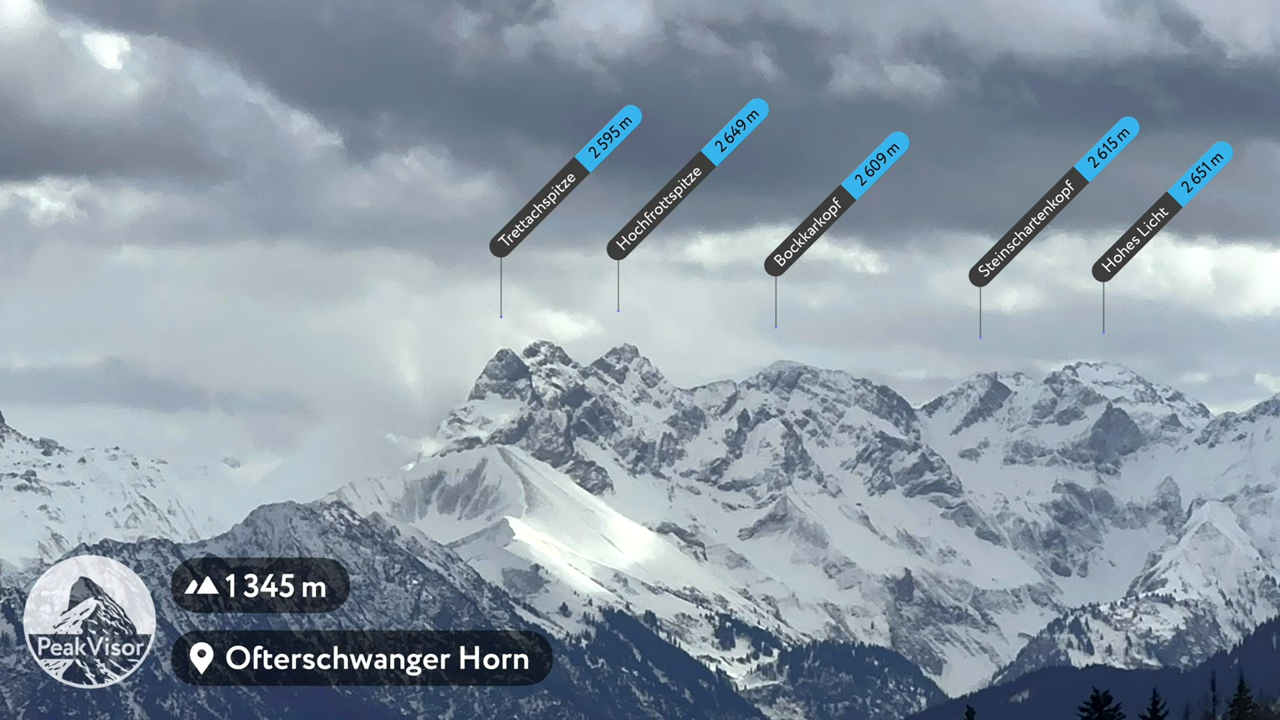 Trettachspitze 2 595 m
Hochfrottspitze 2 649 m
Bockkarkopf 2 609 m
Steinschartenkopf 2 615 m
Hohes Licht 2 651 m
1 345 m
PeakVisor
Ofterschwanger Horn